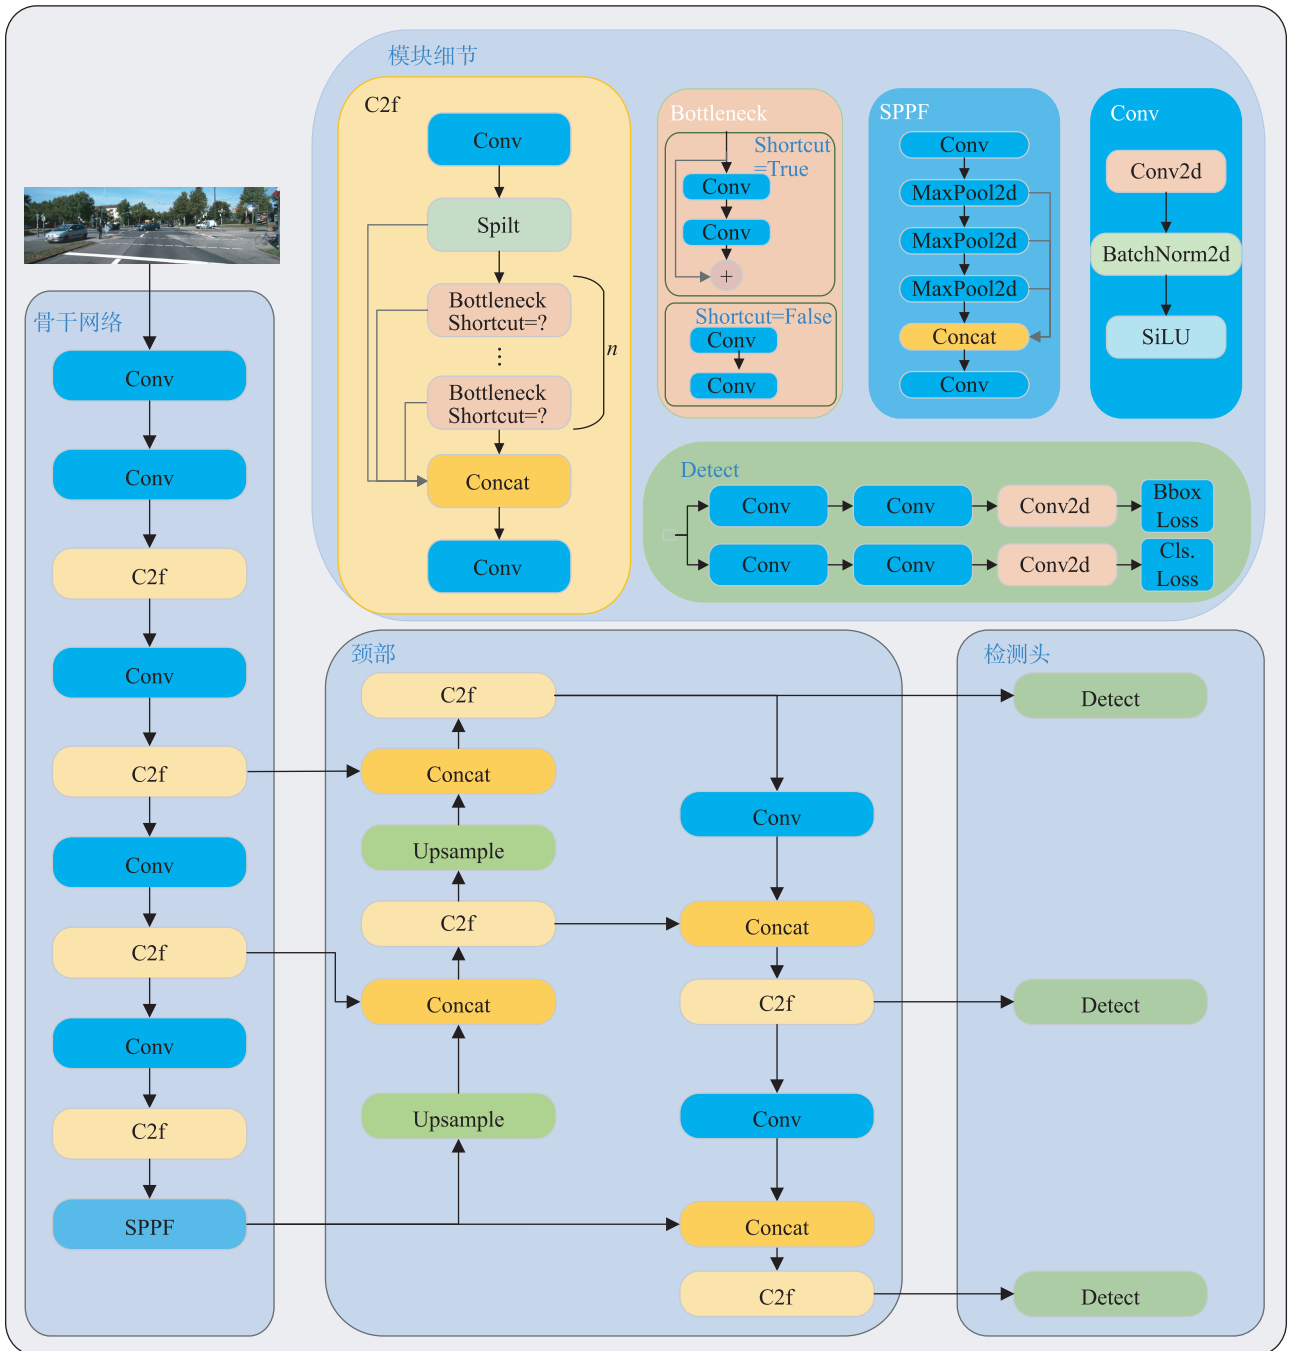 模块细节
C2f
Conv
Spilt
Bottleneck
Shortcut=?
⋮
Bottleneck
Shortcut=?
n
Concat
Conv
Bottleneck
Shortcut
=True
Conv
Conv
+
Shortcut=False
Conv
Conv
SPPF
Conv
MaxPool2d
MaxPool2d
MaxPool2d
Concat
Conv
Conv
Conv2d
BatchNorm2d
SiLU
Detect
Conv
Conv
Conv2d
Bbox
Loss
Conv
Conv
Conv2d
Cls.
Loss
骨干网络
Conv
Conv
C2f
Conv
C2f
Conv
C2f
Conv
C2f
SPPF
颈部
C2f
Concat
Upsample
C2f
Concat
Upsample
Conv
Concat
C2f
Conv
Concat
C2f
检测头
Detect
Detect
Detect